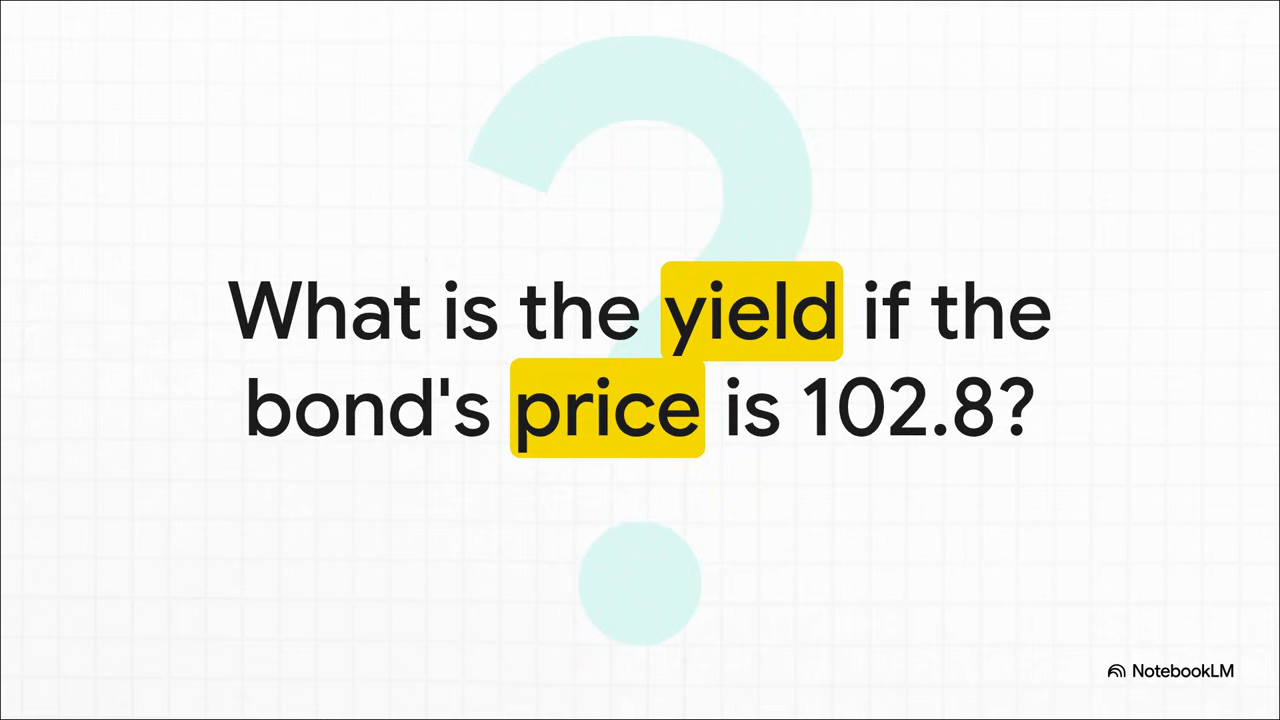 What is the yield if the
bond's price is 102.8?
NotebookLM